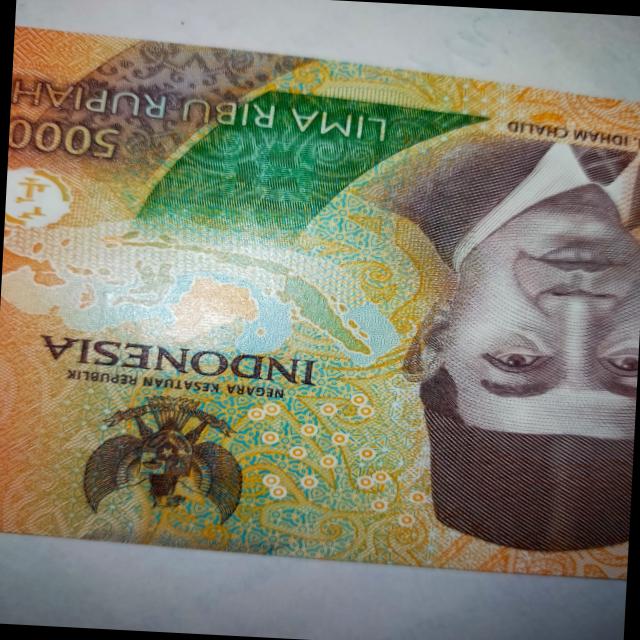 NEGARA KESATUAN REPUBLIK
INDONESIA
5000
IDHAM CHALID
LIMA RIBU RUPIAH